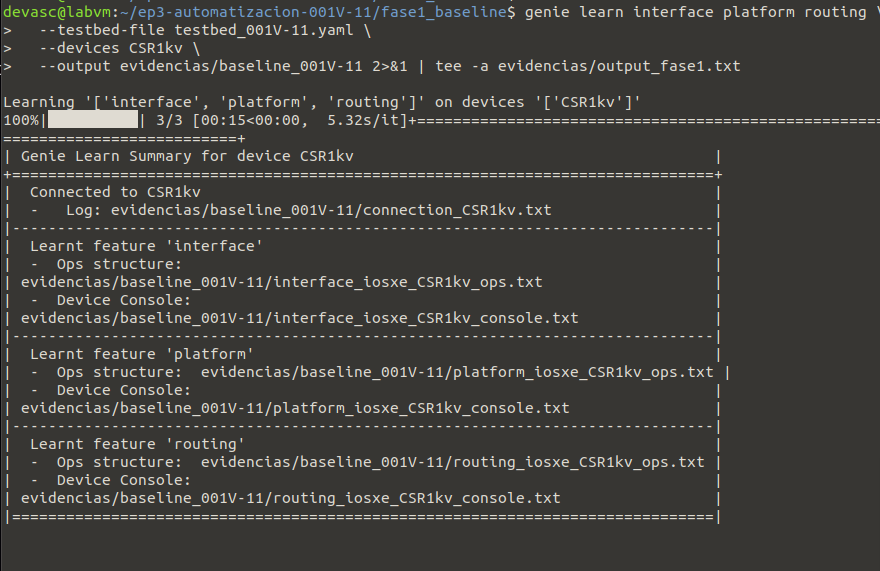 devasc@labvm:~/ep3-automatizacion-001V-11/fase1_baseline$ genie learn interface platform routing \
>   --testbed-file testbed_001V-11.yaml \
>   --devices CSR1kv \
>   --output evidencias/baseline_001V-11 2>&1 | tee -a evidencias/output_fase1.txt
Learning '['interface', 'platform', 'routing']' on devices '['CSR1kv']'
100%|██████████| 3/3 [00:15<00:00,  5.32s/it]+====================================================
==========================+
| Genie Learn Summary for device CSR1kv                                        |
+==============================================================================+
|  Connected to CSR1kv                                                         |
|  -   Log: evidencias/baseline_001V-11/connection_CSR1kv.txt                  |
|------------------------------------------------------------------------------|
|  Learnt feature 'interface'                                                  |
|  -  Ops structure:                                                           |
| evidencias/baseline_001V-11/interface_iosxe_CSR1kv_ops.txt                   |
|  -  Device Console:                                                          |
| evidencias/baseline_001V-11/interface_iosxe_CSR1kv_console.txt               |
|------------------------------------------------------------------------------|
|  Learnt feature 'platform'                                                   |
|  -  Ops structure:  evidencias/baseline_001V-11/platform_iosxe_CSR1kv_ops.txt |
|  -  Device Console:                                                          |
| evidencias/baseline_001V-11/platform_iosxe_CSR1kv_console.txt                |
|------------------------------------------------------------------------------|
|  Learnt feature 'routing'                                                    |
|  -  Ops structure:  evidencias/baseline_001V-11/routing_iosxe_CSR1kv_ops.txt |
|  -  Device Console:                                                          |
| evidencias/baseline_001V-11/routing_iosxe_CSR1kv_console.txt                 |
|==============================================================================|